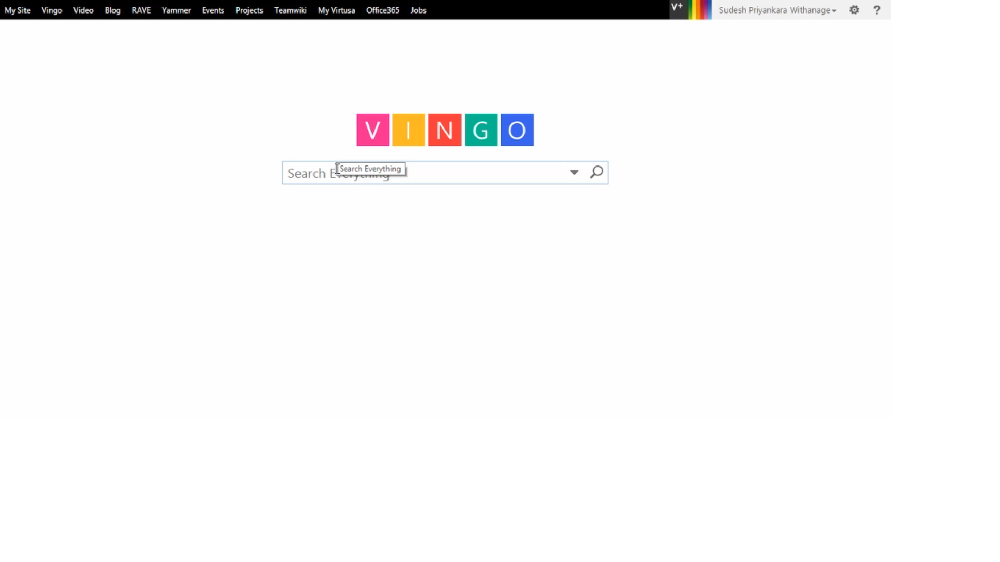 My Site Vingo Video Blog RAVE Yammer Events Projects Teamwiki My Virtusa Office365 Jobs V+ Sudesh Priyankara Withanage ?
VINGO
Search Everything
Search Everything